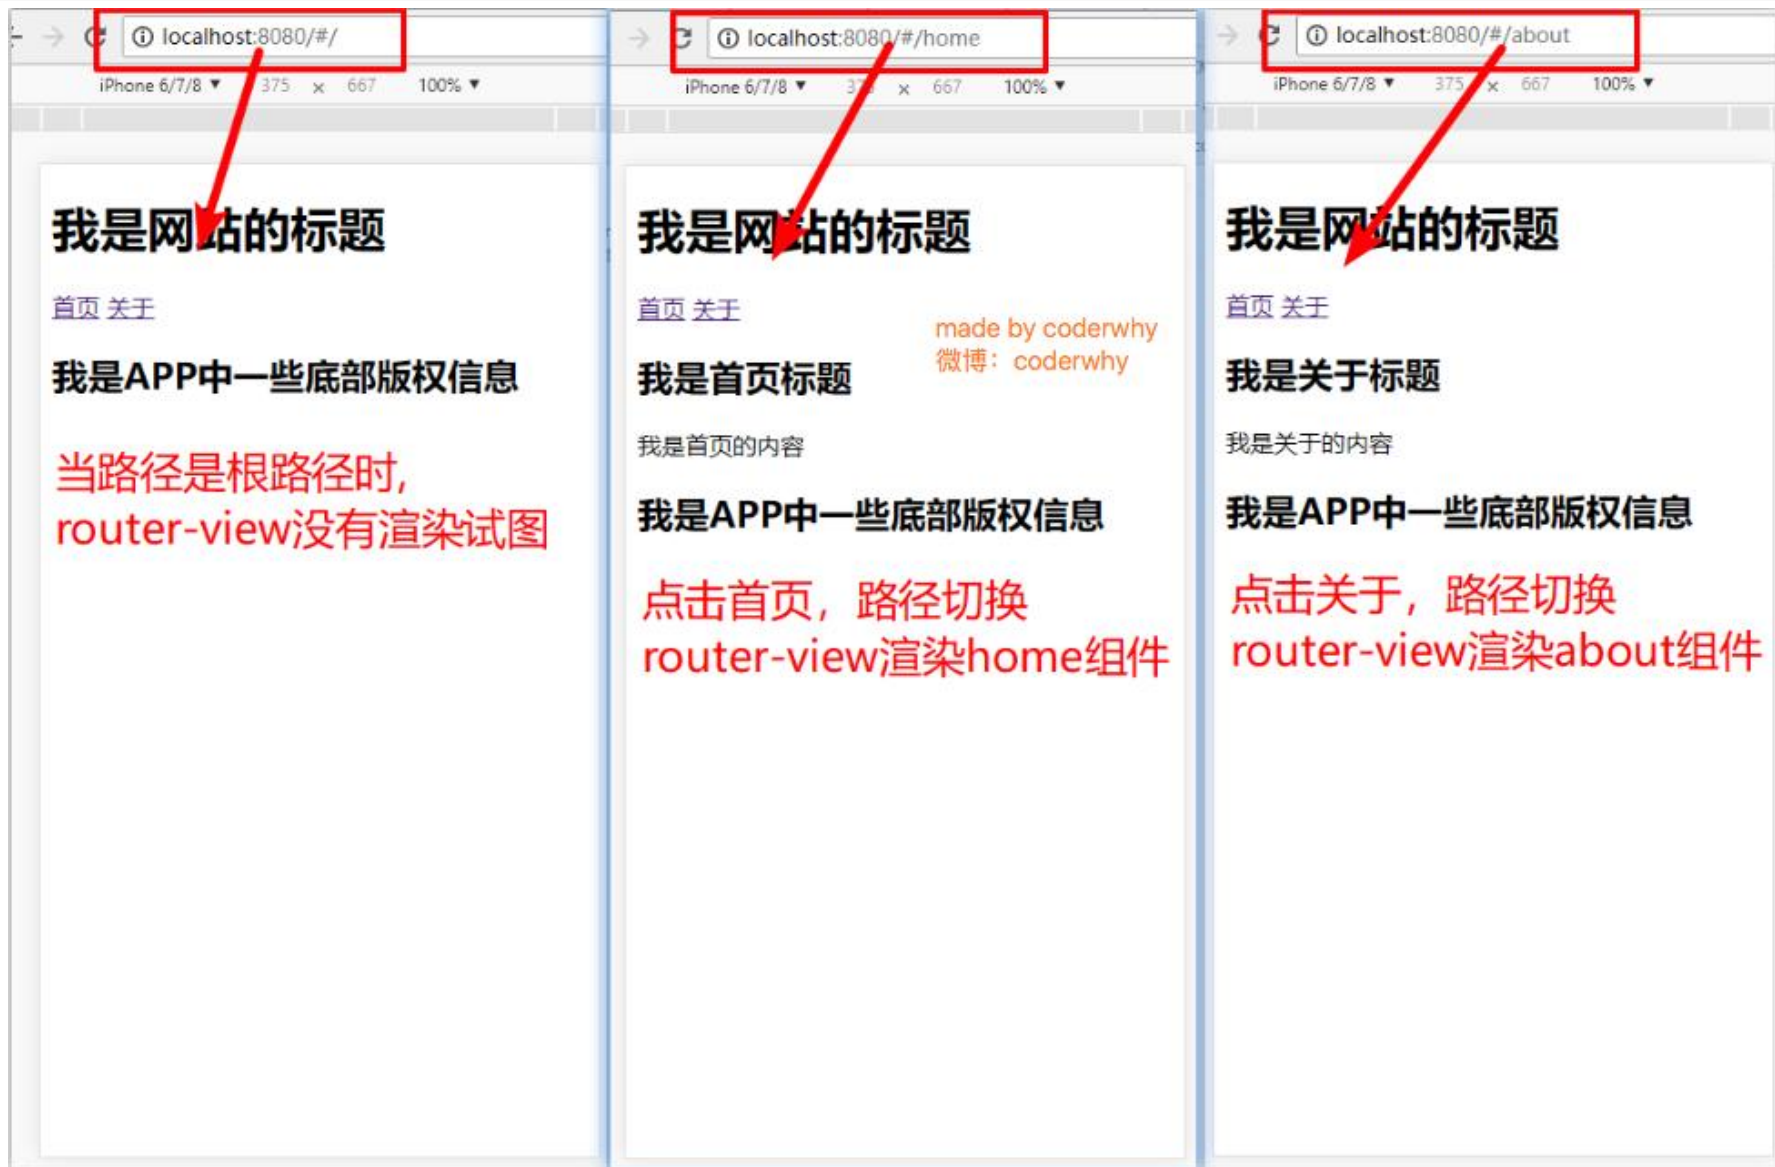 localhost:8080/#/
iPhone 6/7/8 ▼ 375 × 667 100% ▼
我是网站的标题
首页 关于
我是APP中一些底部版权信息
当路径是根路径时,
router-view没有渲染试图
localhost:8080/#/home
iPhone 6/7/8 ▼ 375 × 667 100% ▼
我是网站的标题
首页 关于
made by coderwhy
微博：coderwhy
我是首页标题
我是首页的内容
我是APP中一些底部版权信息
点击首页，路径切换
router-view渲染home组件
localhost:8080/#/about
iPhone 6/7/8 ▼ 375 × 667 100% ▼
我是网站的标题
首页 关于
我是关于标题
我是关于的内容
我是APP中一些底部版权信息
点击关于，路径切换
router-view渲染about组件